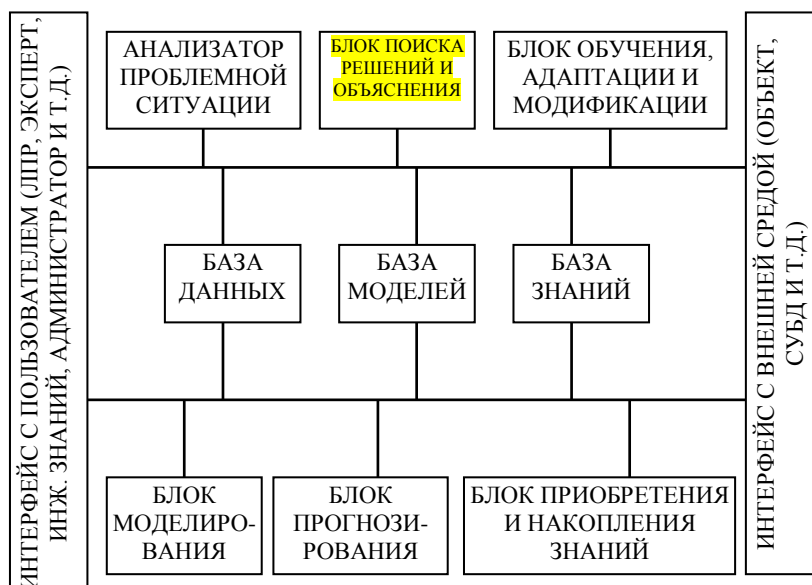 ИНТЕРФЕЙС С ПОЛЬЗОВАТЕЛЕМ (ЛПР, ЭКСПЕРТ,
ИНЖ. ЗНАНИЙ, АДМИНИСТРАТОР И Т.Д.)
АНАЛИЗАТОР
ПРОБЛЕМНОЙ
СИТУАЦИИ
БЛОК ПОИСКА
РЕШЕНИЙ И
ОБЪЯСНЕНИЯ
БЛОК ОБУЧЕНИЯ,
АДАПТАЦИИ И
МОДИФИКАЦИИ
БАЗА
ДАННЫХ
БАЗА
МОДЕЛЕЙ
БАЗА
ЗНАНИЙ
БЛОК
МОДЕЛИРО-
ВАНИЯ
БЛОК
ПРОГНОЗИ-
РОВАНИЯ
БЛОК ПРИОБРЕТЕНИЯ
И НАКОПЛЕНИЯ
ЗНАНИЙ
ИНТЕРФЕЙС С ВНЕШНЕЙ СРЕДОЙ (ОБЪЕКТ,
СУБД И Т.Д.)